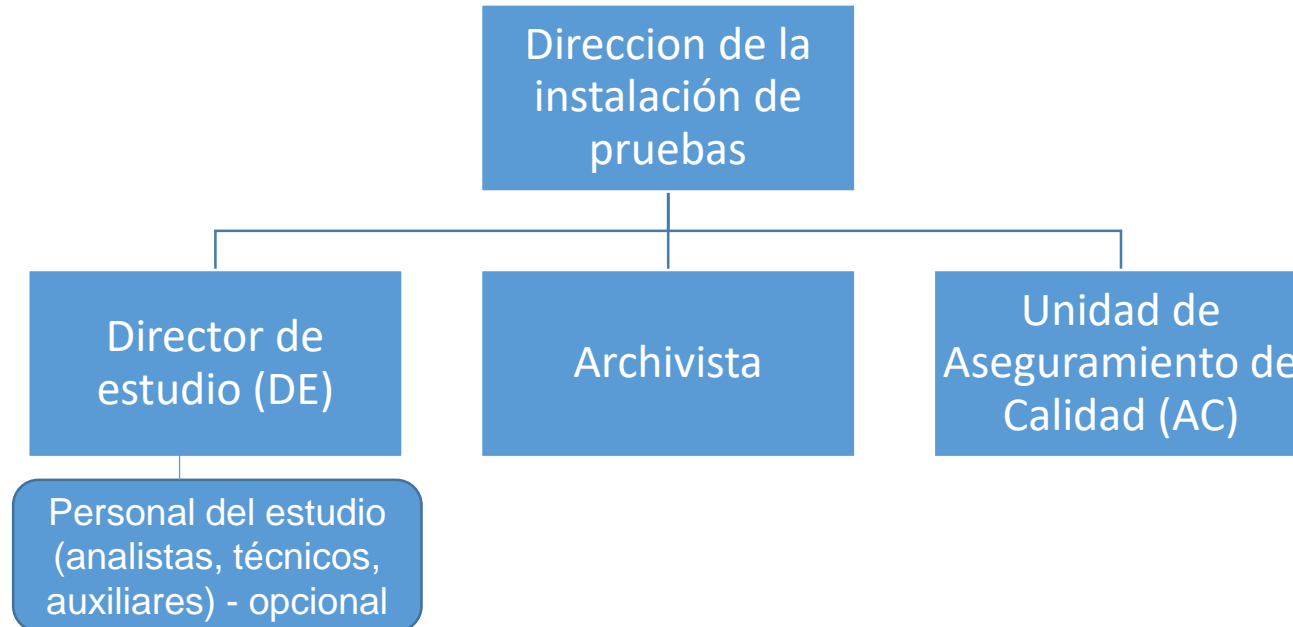 Direccion de la
instalación de
pruebas
Director de
estudio (DE)
Archivista
Unidad de
Aseguramiento de
Calidad (AC)
Personal del estudio
(analistas, técnicos,
auxiliares) - opcional